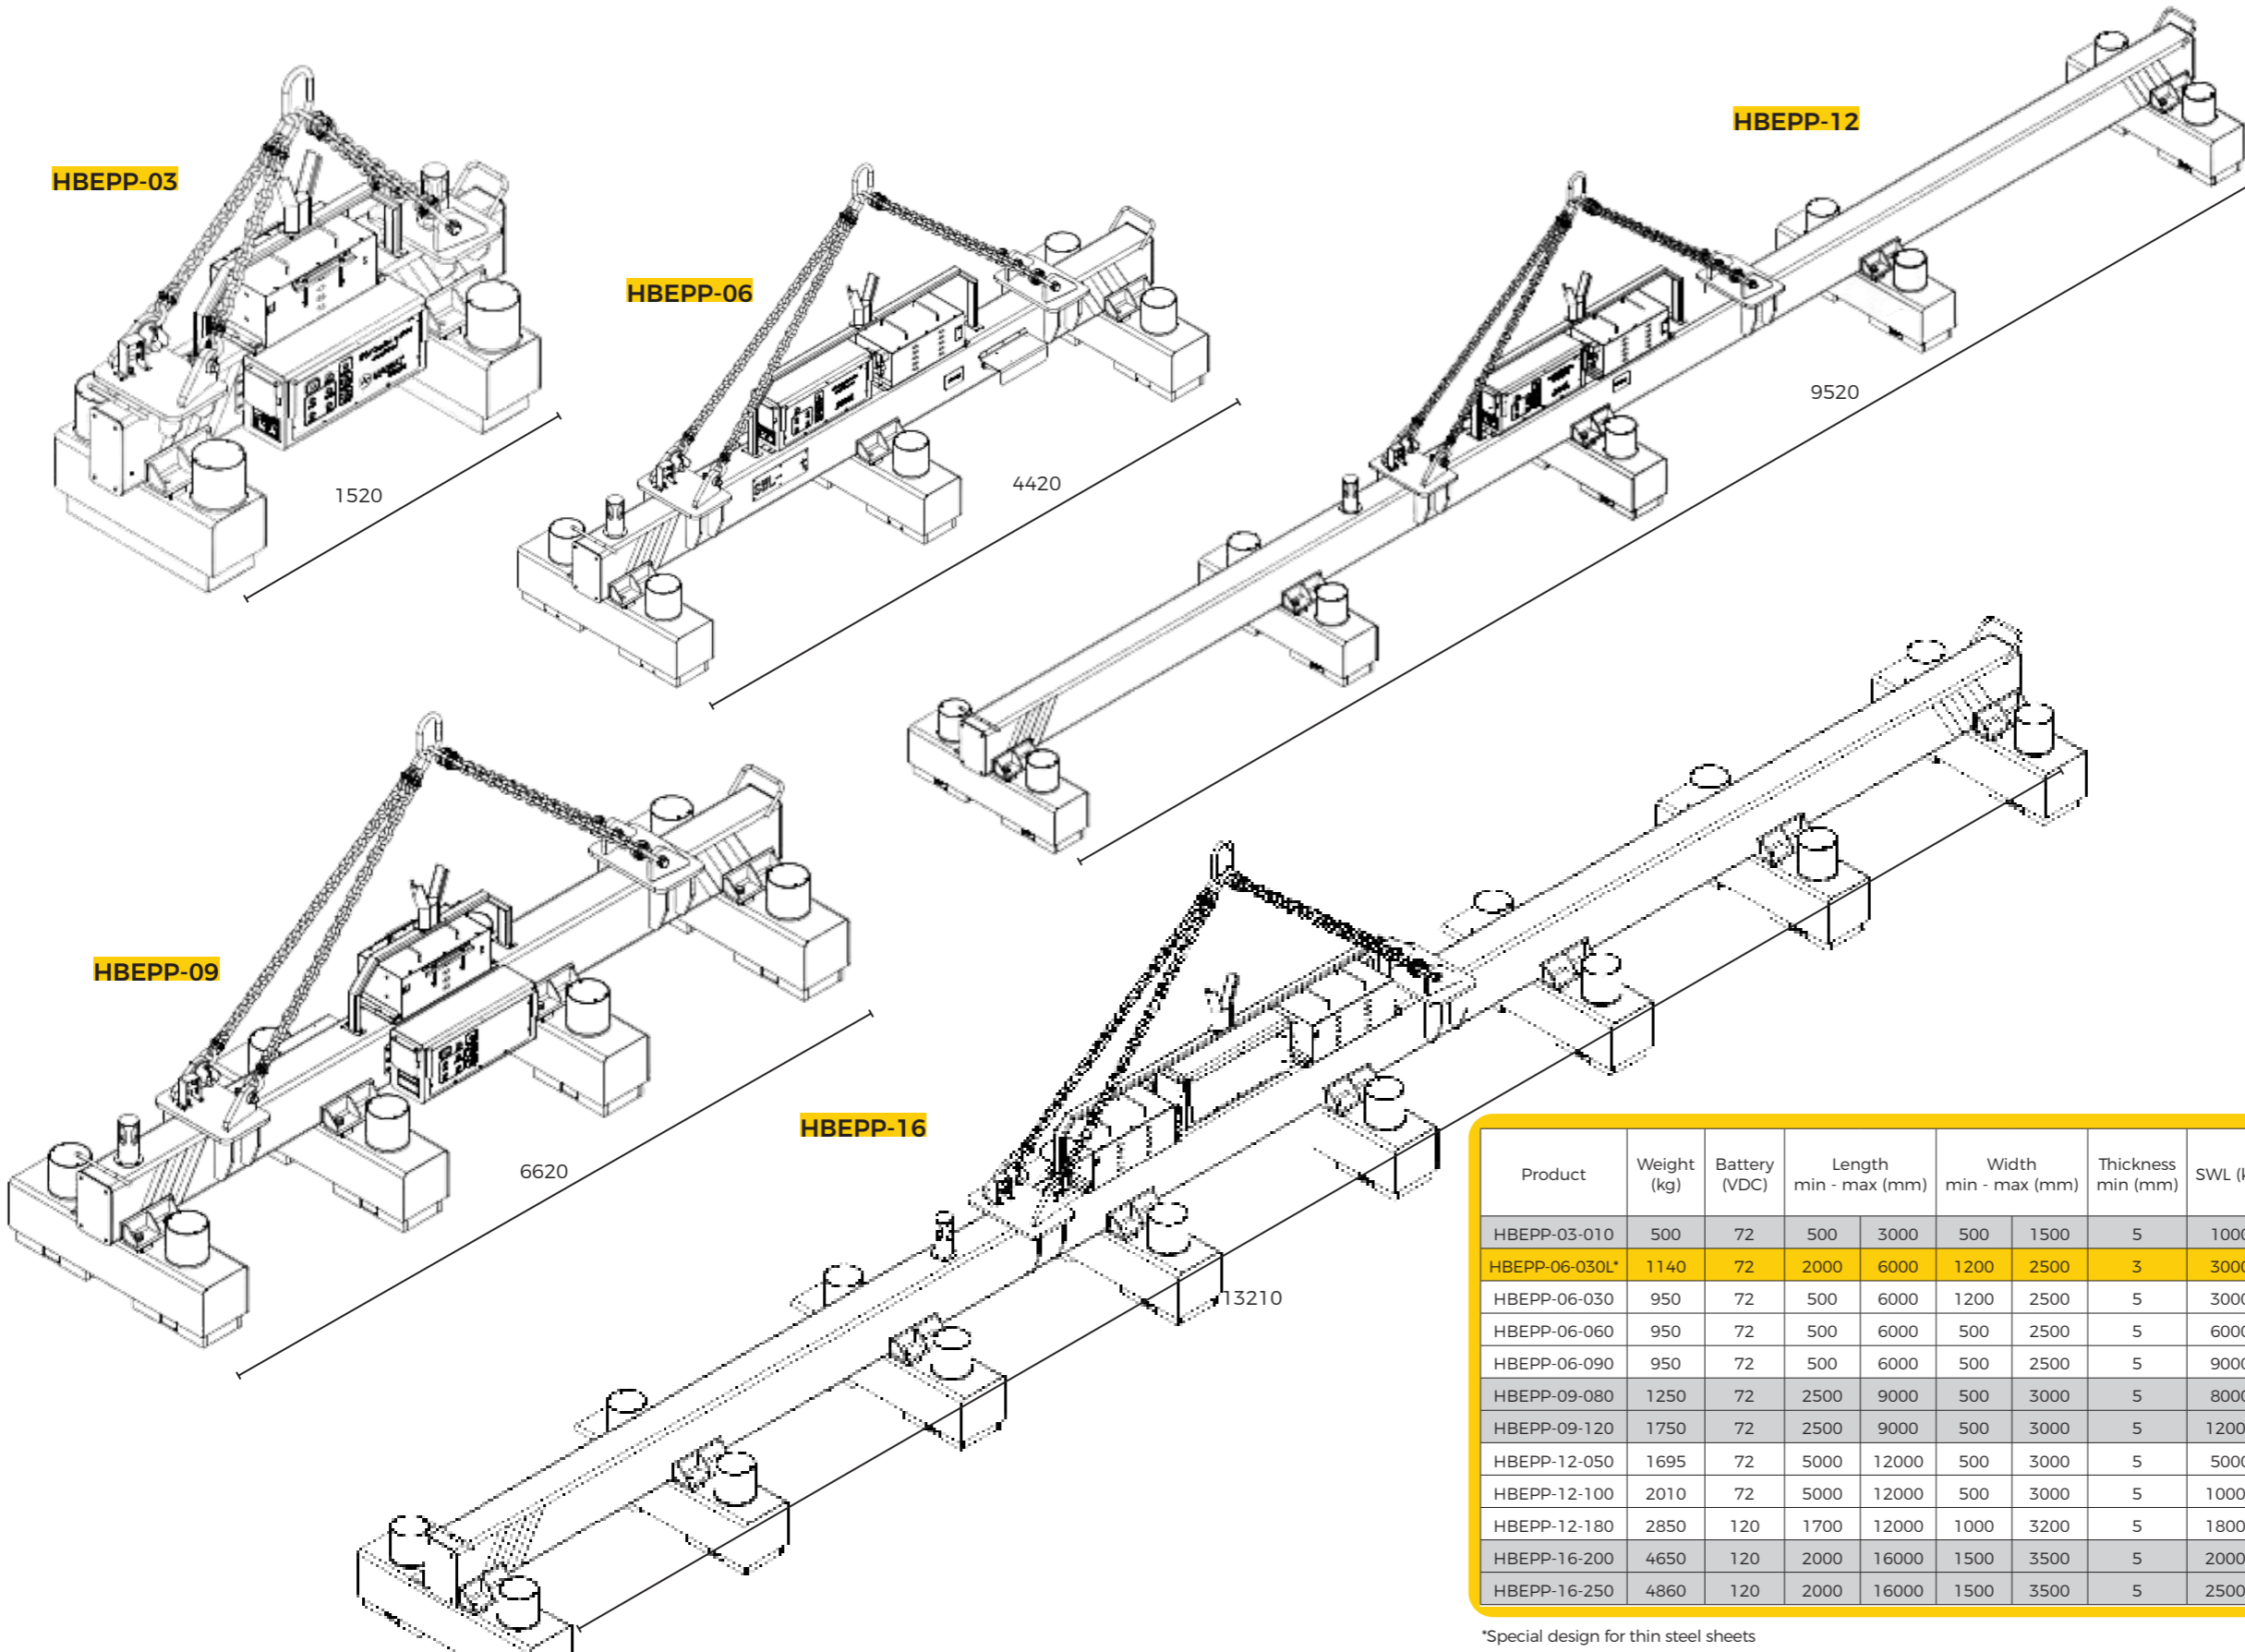 HBEPP-12
HBEPP-03
HBEPP-06
9520
1520
4420
HBEPP-09
HBEPP-16
6620
13210
Product Weight (kg) Battery (VDC) Length min - max (mm) Width min - max (mm) Thickness min (mm) SWL
HBEPP-03-010 500 72 500 3000 500 1500 5
HBEPP-06-030L* 1140 72 2000 6000 1200 2500 3
HBEPP-06-030 950 72 500 6000 1200 2500 5
HBEPP-06-060 950 72 500 6000 500 2500 5
HBEPP-06-090 950 72 500 6000 500 2500 5
HBEPP-09-080 1250 72 2500 9000 500 3000 5
HBEPP-09-120 1750 72 2500 9000 500 3000 5
HBEPP-12-050 1695 72 5000 12000 500 3000 5
HBEPP-12-100 2010 72 5000 12000 500 3000 5
HBEPP-12-180 2850 120 1700 12000 1000 3200 5
HBEPP-16-200 4650 120 2000 16000 1500 3500 5
HBEPP-16-250 4860 120 2000 16000 1500 3500 5
*Special design for thin steel sheets